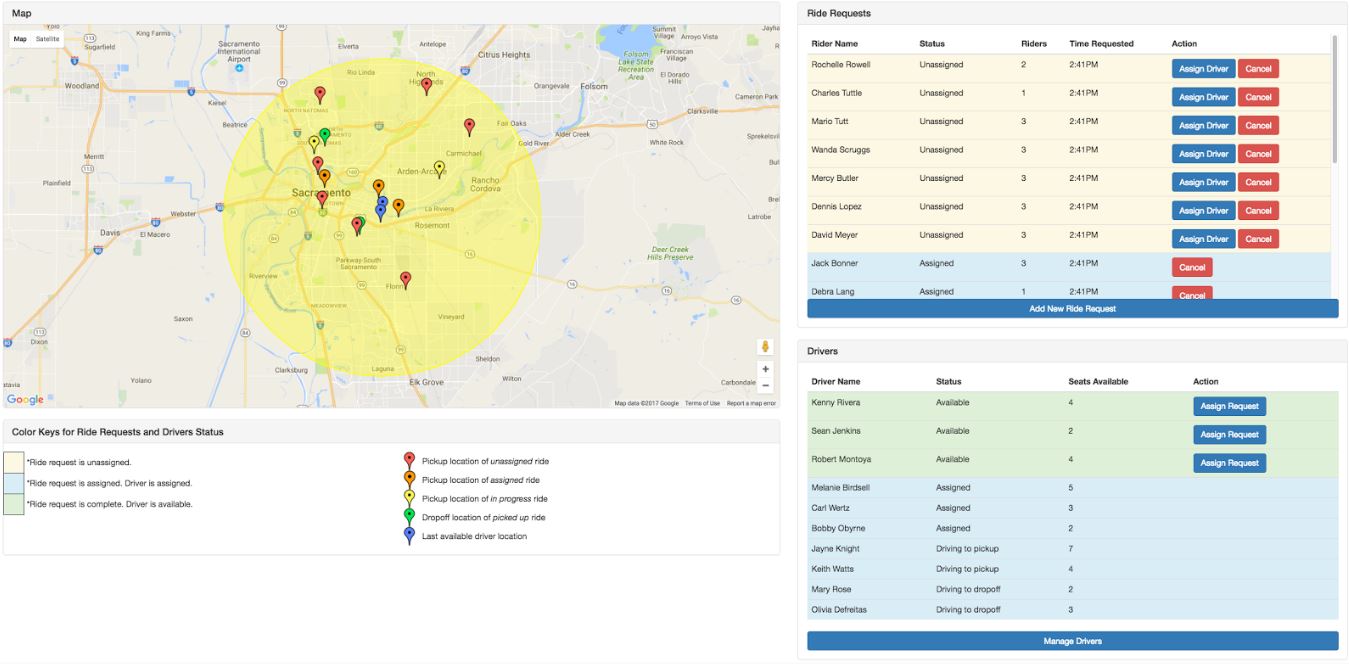 Map
Map Satellite
Yolo
King Farms
Sugarfield
Sacramento
International
Airport
Elverta
Antelope
Citrus Heights
Summit
Village
Arroyo Vista
Franciscan
Village
Folsom
Lake State
Recreation
Area
El Dorado
Hills
Woodland
Rio Linda
North
Highlands
Orangevale
Folsom
Cameron Park
Kiesel
NORTH NATOMAS
Clarksville
Beatrice
Fair Oaks
Alder Creek
Gold River
White Rock
Merritt
Carmichael
Arden-Arcade
Rancho
Cordova
Plainfield
Sacramento
Webster
La Riviera
Latrobe
Davis
El Macero
Rosemont
Deer Creek
Hills Preserve
Parkway-South
Sacramento
Riverview
Florin
MEADOWVIEW
Vineyard
Saxon
Dixon
Sheldon
Clarksburg
Laguna
Yolano
Elk Grove
Wilton
Carbondale
Google
Map data ©2017 Google Terms of Use Report a map error
Color Keys for Ride Requests and Drivers Status
*Ride request is unassigned.
*Ride request is assigned. Driver is assigned.
*Ride request is complete. Driver is available.
Pickup location of unassigned ride
Pickup location of assigned ride
Pickup location of in progress ride
Dropoff location of picked up ride
Last available driver location
Ride Requests
Rider Name Status Riders Time Requested Action
Rochelle Rowell Unassigned 2 2:41PM Assign Driver Cancel
Charles Tuttle Unassigned 1 2:41PM Assign Driver Cancel
Mario Tutt Unassigned 3 2:41PM Assign Driver Cancel
Wanda Scruggs Unassigned 3 2:41PM Assign Driver Cancel
Mercy Butler Unassigned 3 2:41PM Assign Driver Cancel
Dennis Lopez Unassigned 3 2:41PM Assign Driver Cancel
David Meyer Unassigned 3 2:41PM Assign Driver Cancel
Jack Bonner Assigned 3 2:41PM Cancel
Debra Lang Assigned 1 2:41PM Cancel
Add New Ride Request
Drivers
Driver Name Status Seats Available Action
Kenny Rivera Available 4 Assign Request
Sean Jenkins Available 2 Assign Request
Robert Montoya Available 4 Assign Request
Melanie Birdsell Assigned 5
Carl Wertz Assigned 3
Bobby Obyrne Assigned 2
Jayne Knight Driving to pickup 7
Keith Watts Driving to pickup 4
Mary Rose Driving to dropoff 2
Olivia Defreitas Driving to dropoff 3
Manage Drivers